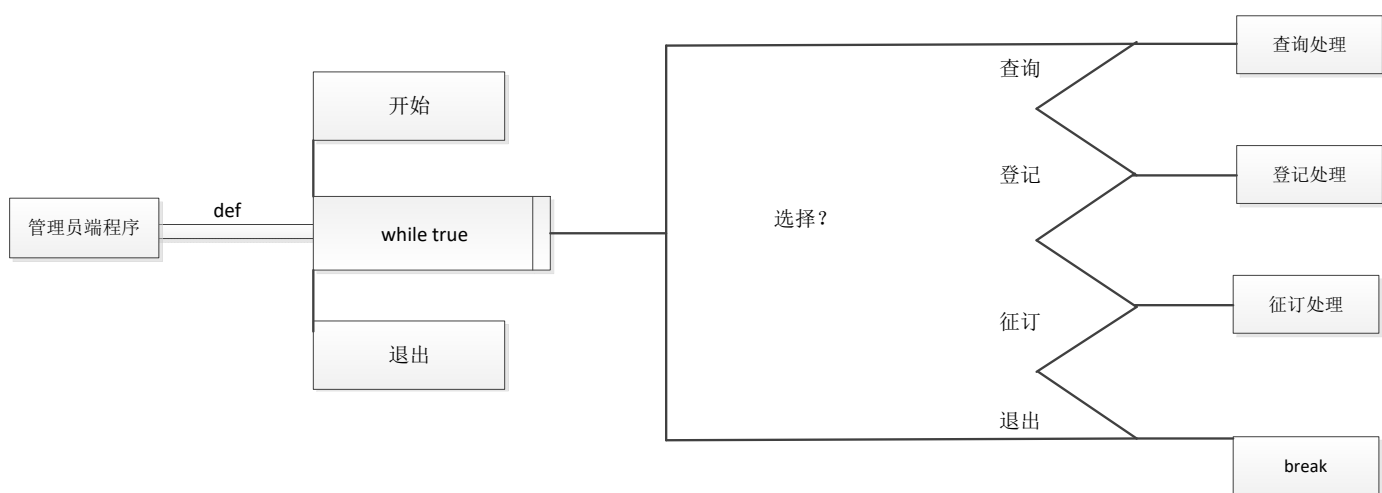 管理员端程序
def
开始
while true
退出
选择？
查询
登记
征订
退出
查询处理
登记处理
征订处理
break